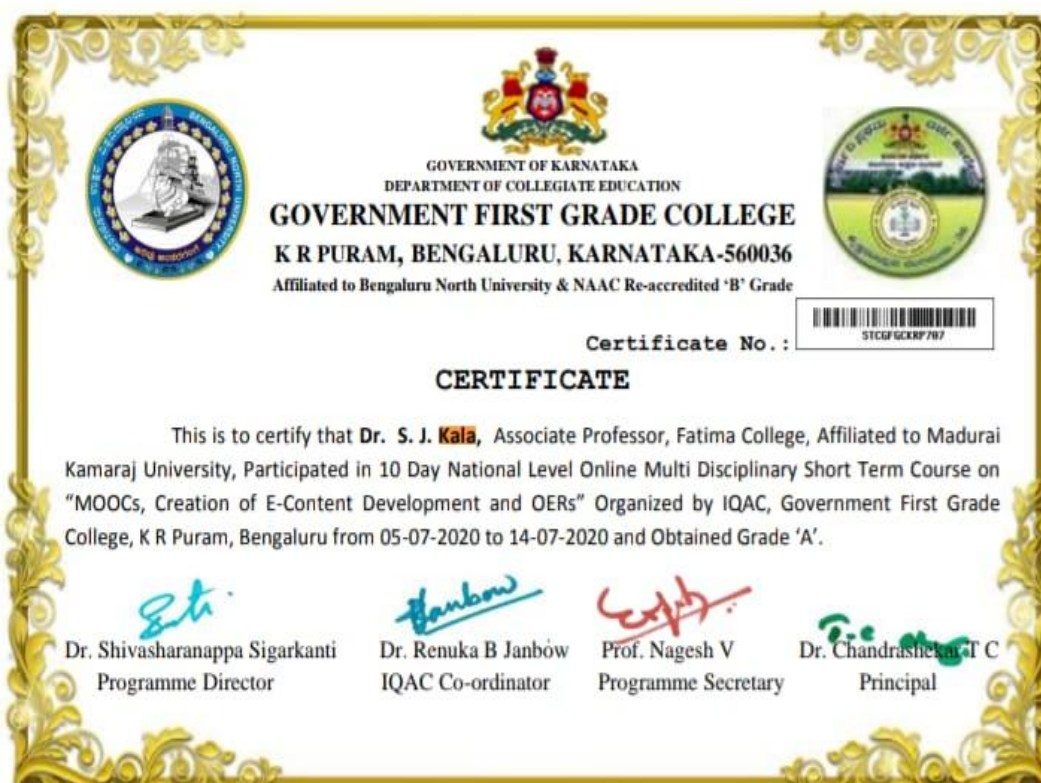 BENGALURU NORTH UNIVERSITY
GOVERNMENT OF KARNATAKA
DEPARTMENT OF COLLEGIATE EDUCATION
GOVERNMENT FIRST GRADE COLLEGE
K R PURAM, BENGALURU, KARNATAKA-560036
Affiliated to Bengaluru North University & NAAC Re-accredited ‘B’ Grade
Certificate No.:
STCGFGCKRP707
CERTIFICATE
This is to certify that Dr. S. J. Kala, Associate Professor, Fatima College, Affiliated to Madurai
Kamaraj University, Participated in 10 Day National Level Online Multi Disciplinary Short Term Course on
“MOOCs, Creation of E-Content Development and OERs” Organized by IQAC, Government First Grade
College, K R Puram, Bengaluru from 05-07-2020 to 14-07-2020 and Obtained Grade ‘A’.
Dr. Shivasharanappa Sigarkanti
Programme Director
Dr. Renuka B Janbow
IQAC Co-ordinator
Prof. Nagesh V
Programme Secretary
Dr. Chandrashekar T C
Principal